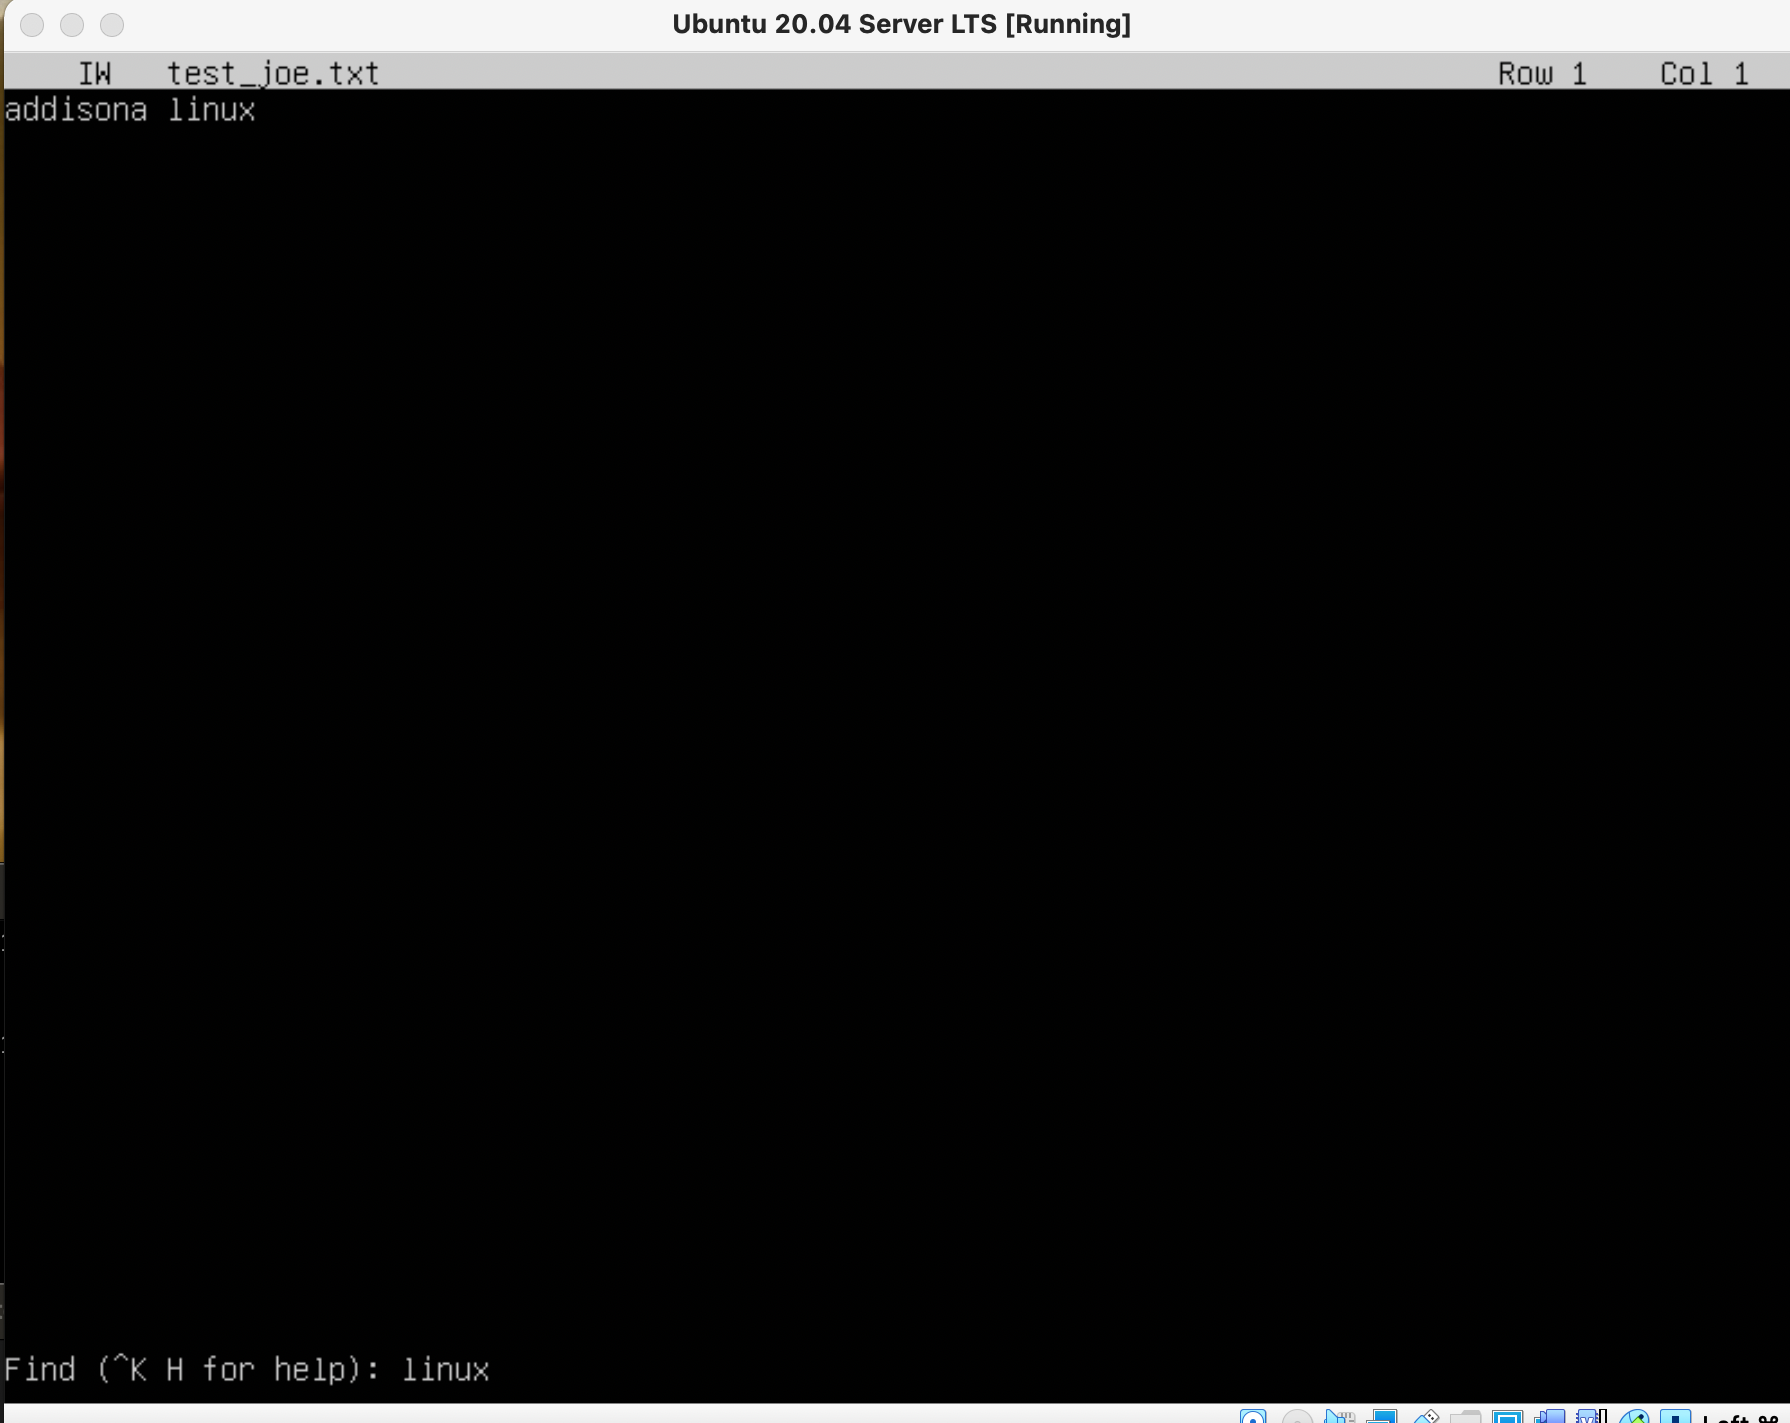 Ubuntu 20.04 Server LTS [Running]
IW test_joe.txt Row 1 Col 1
addisona linux
Find (^K H for help): linux